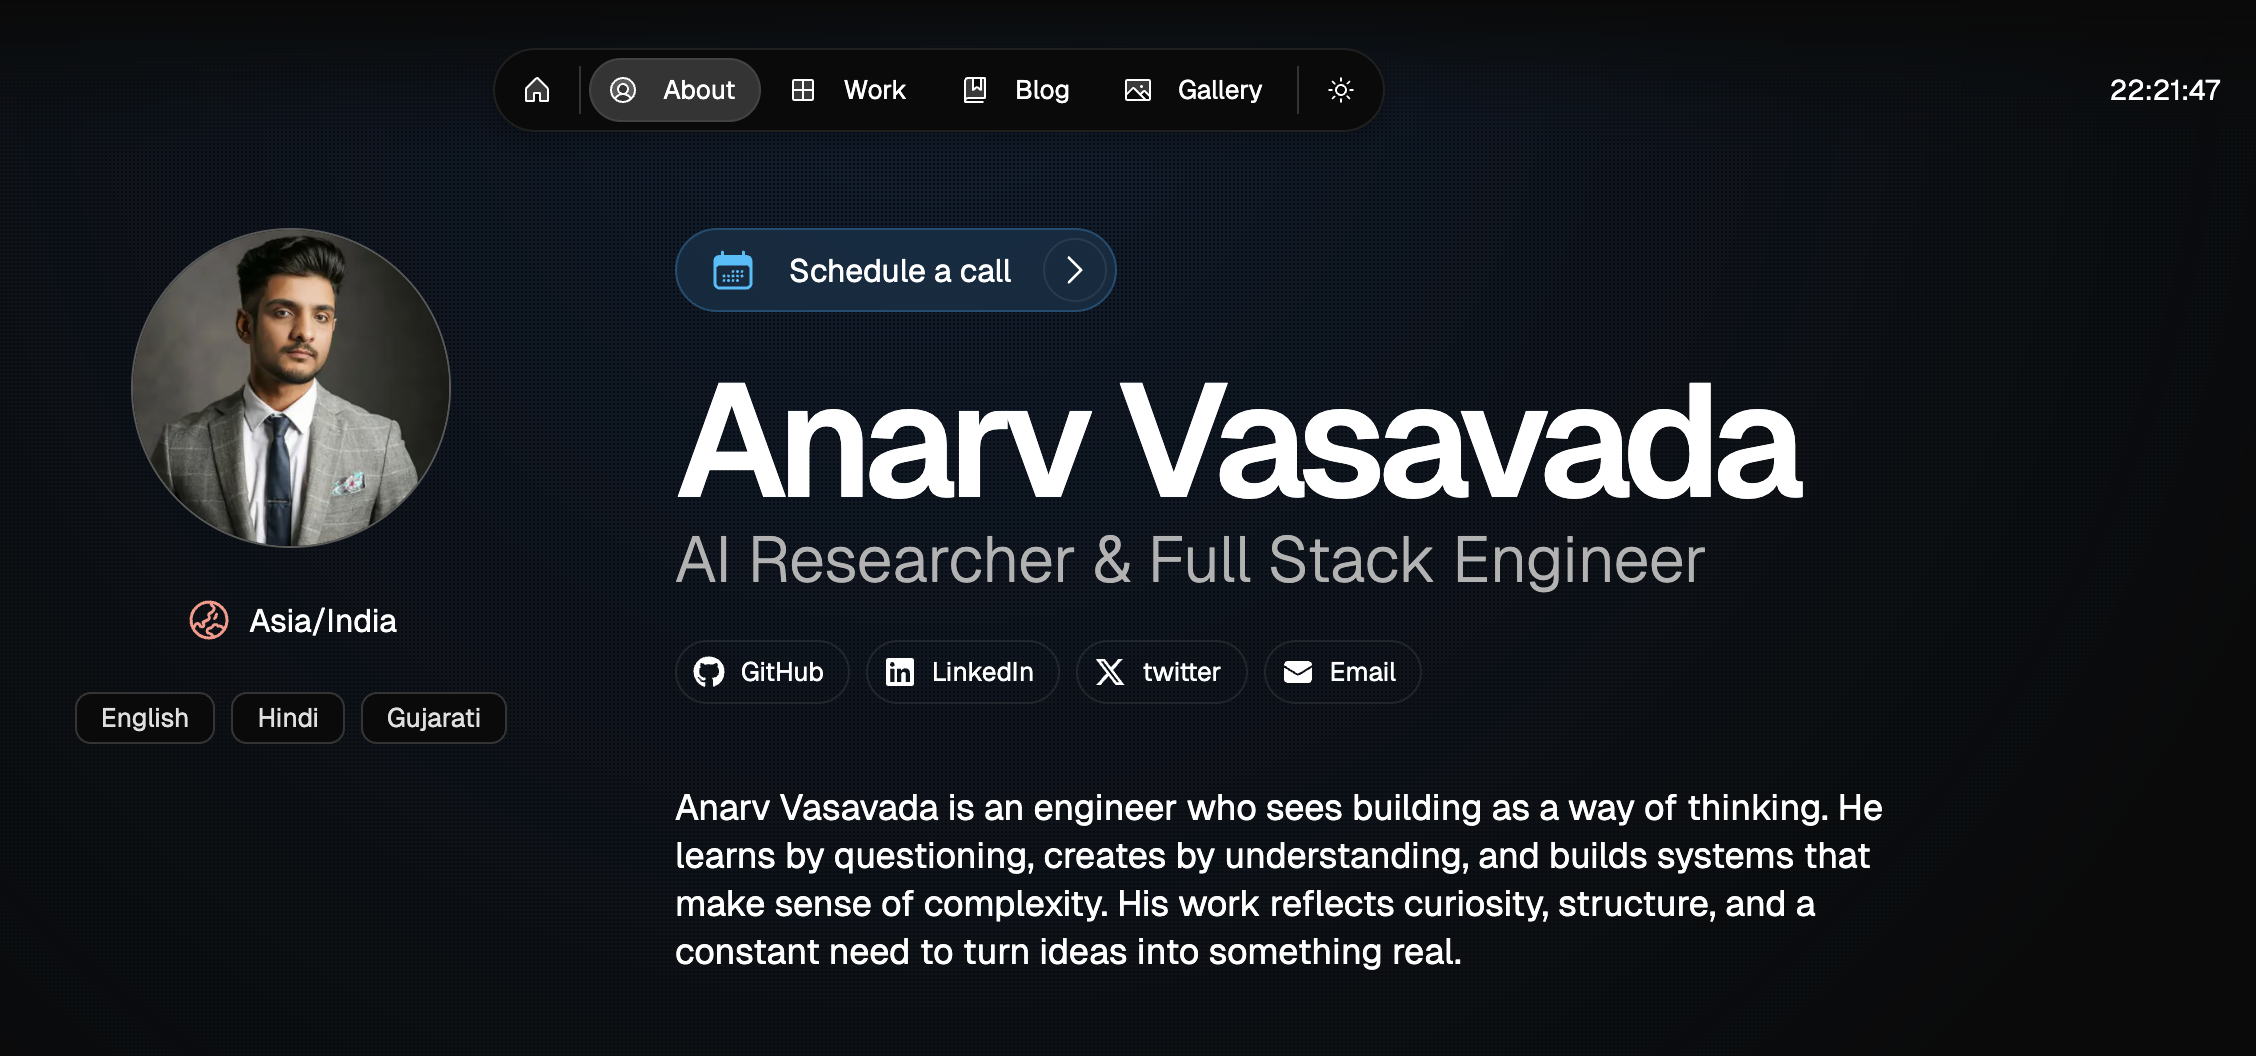 About
Work
Blog
Gallery
22:21:47
Schedule a call
Anarv Vasavada
AI Researcher & Full Stack Engineer
Asia/India
GitHub
LinkedIn
twitter
Email
English
Hindi
Gujarati
Anarv Vasavada is an engineer who sees building as a way of thinking. He
learns by questioning, creates by understanding, and builds systems that
make sense of complexity. His work reflects curiosity, structure, and a
constant need to turn ideas into something real.